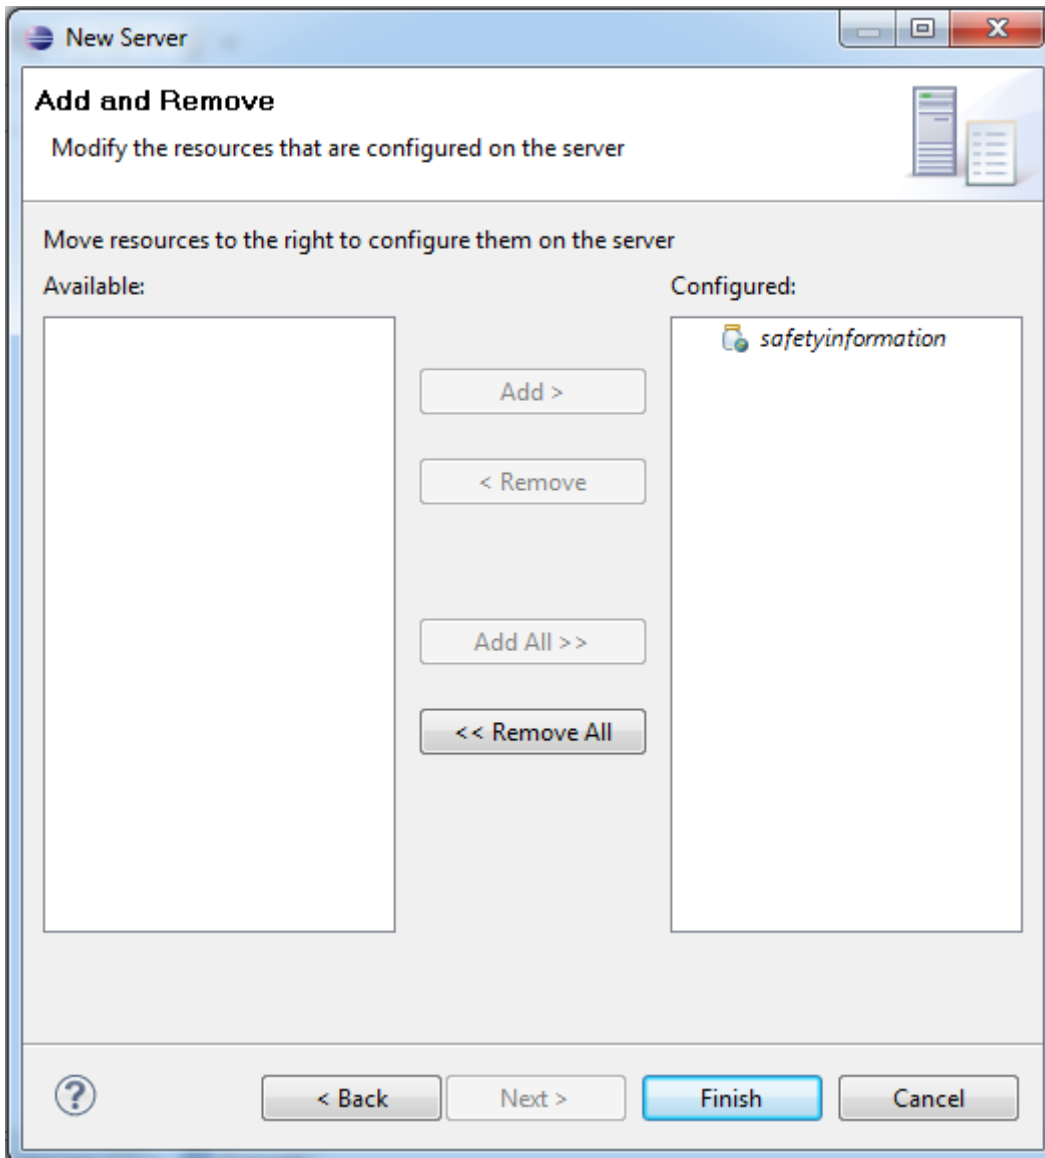 New Server
Add and Remove
Modify the resources that are configured on the server
Move resources to the right to configure them on the server
Available:
Configured:
safetyinformation
Add >
< Remove
Add All >>
<< Remove All
?
< Back
Next >
Finish
Cancel